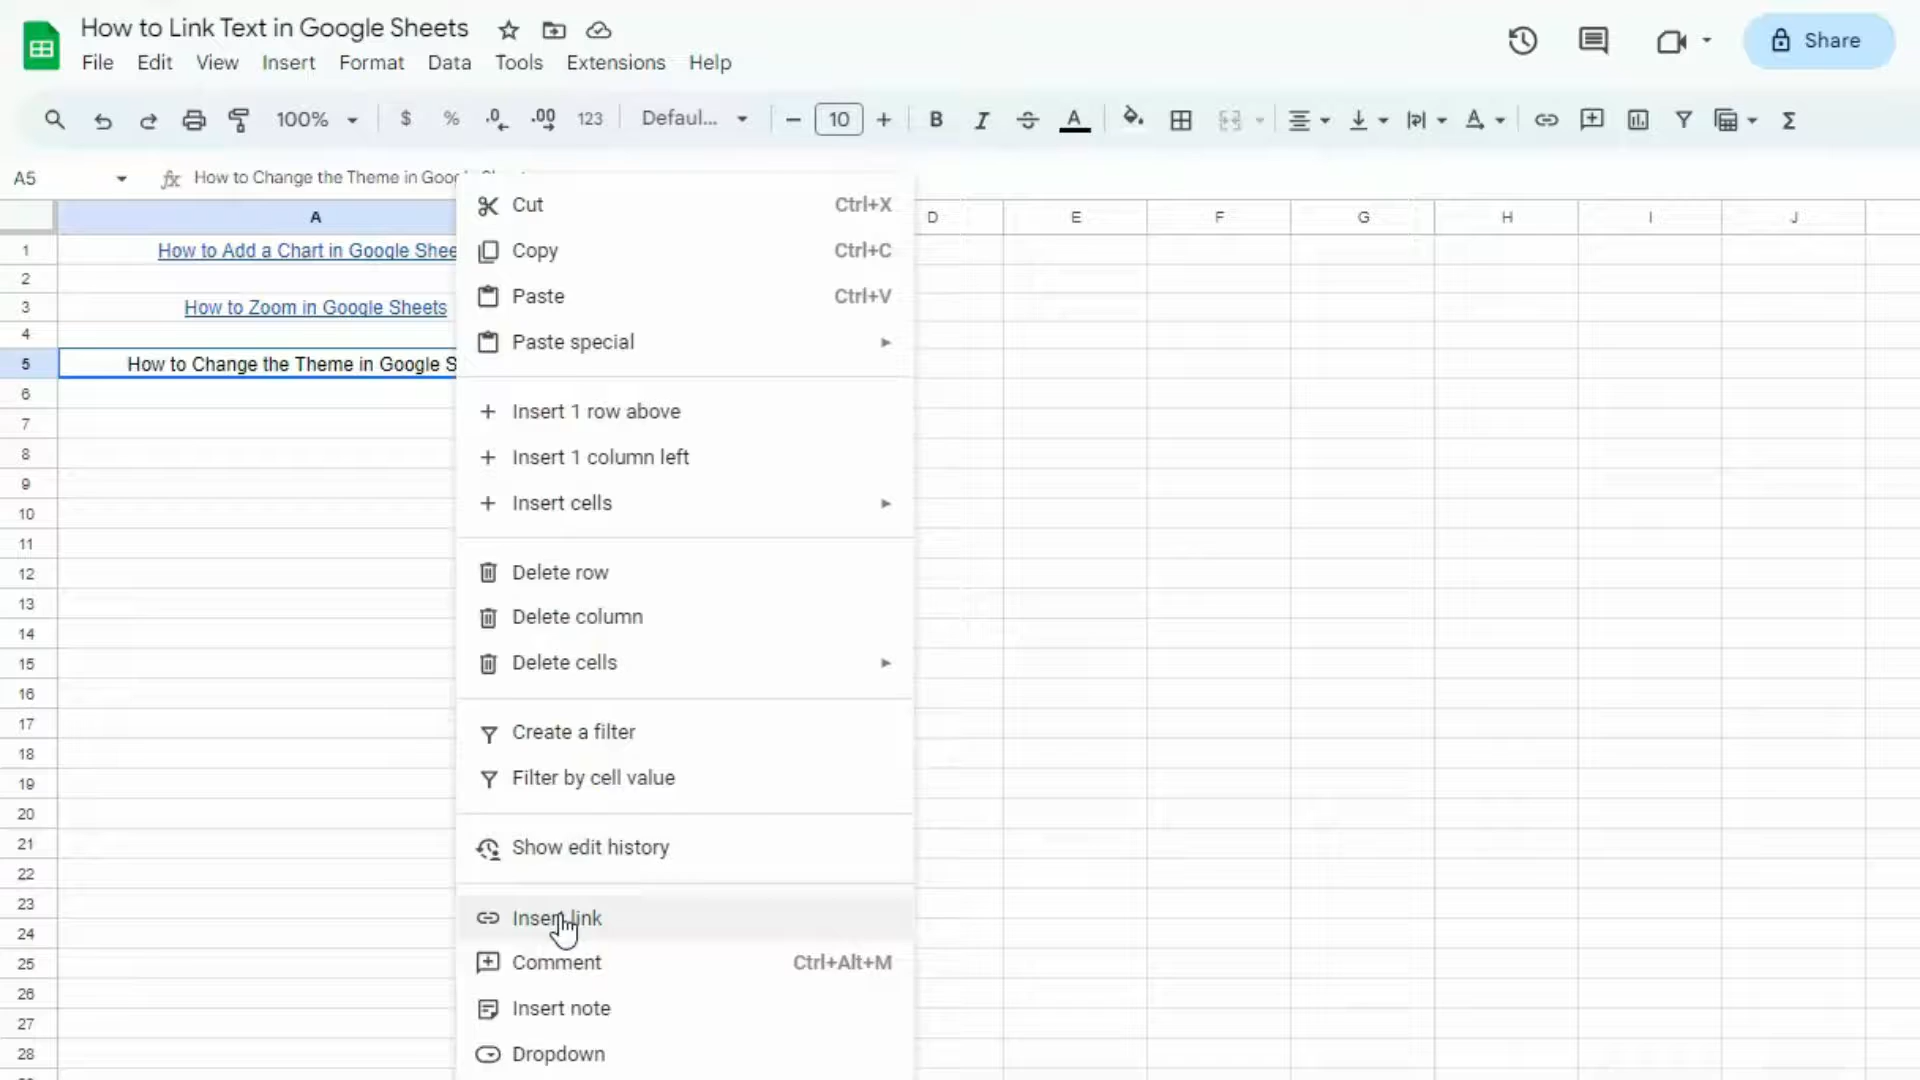 How to Link Text in Google Sheets
File Edit View Insert Format Data Tools Extensions Help
Share
100% $ % .0 .00 123 Defaul... 10 B I A
A5 fx How to Change the Theme in Goog
A D E F G H I J
1 How to Add a Chart in Google Shee
2
3 How to Zoom in Google Sheets
4
5 How to Change the Theme in Google S
6
7
8
9
10
11
12
13
14
15
16
17
18
19
20
21
22
23
24
25
26
27
28
Cut Ctrl+X
Copy Ctrl+C
Paste Ctrl+V
Paste special
Insert 1 row above
Insert 1 column left
Insert cells
Delete row
Delete column
Delete cells
Create a filter
Filter by cell value
Show edit history
Insert link
Comment Ctrl+Alt+M
Insert note
Dropdown